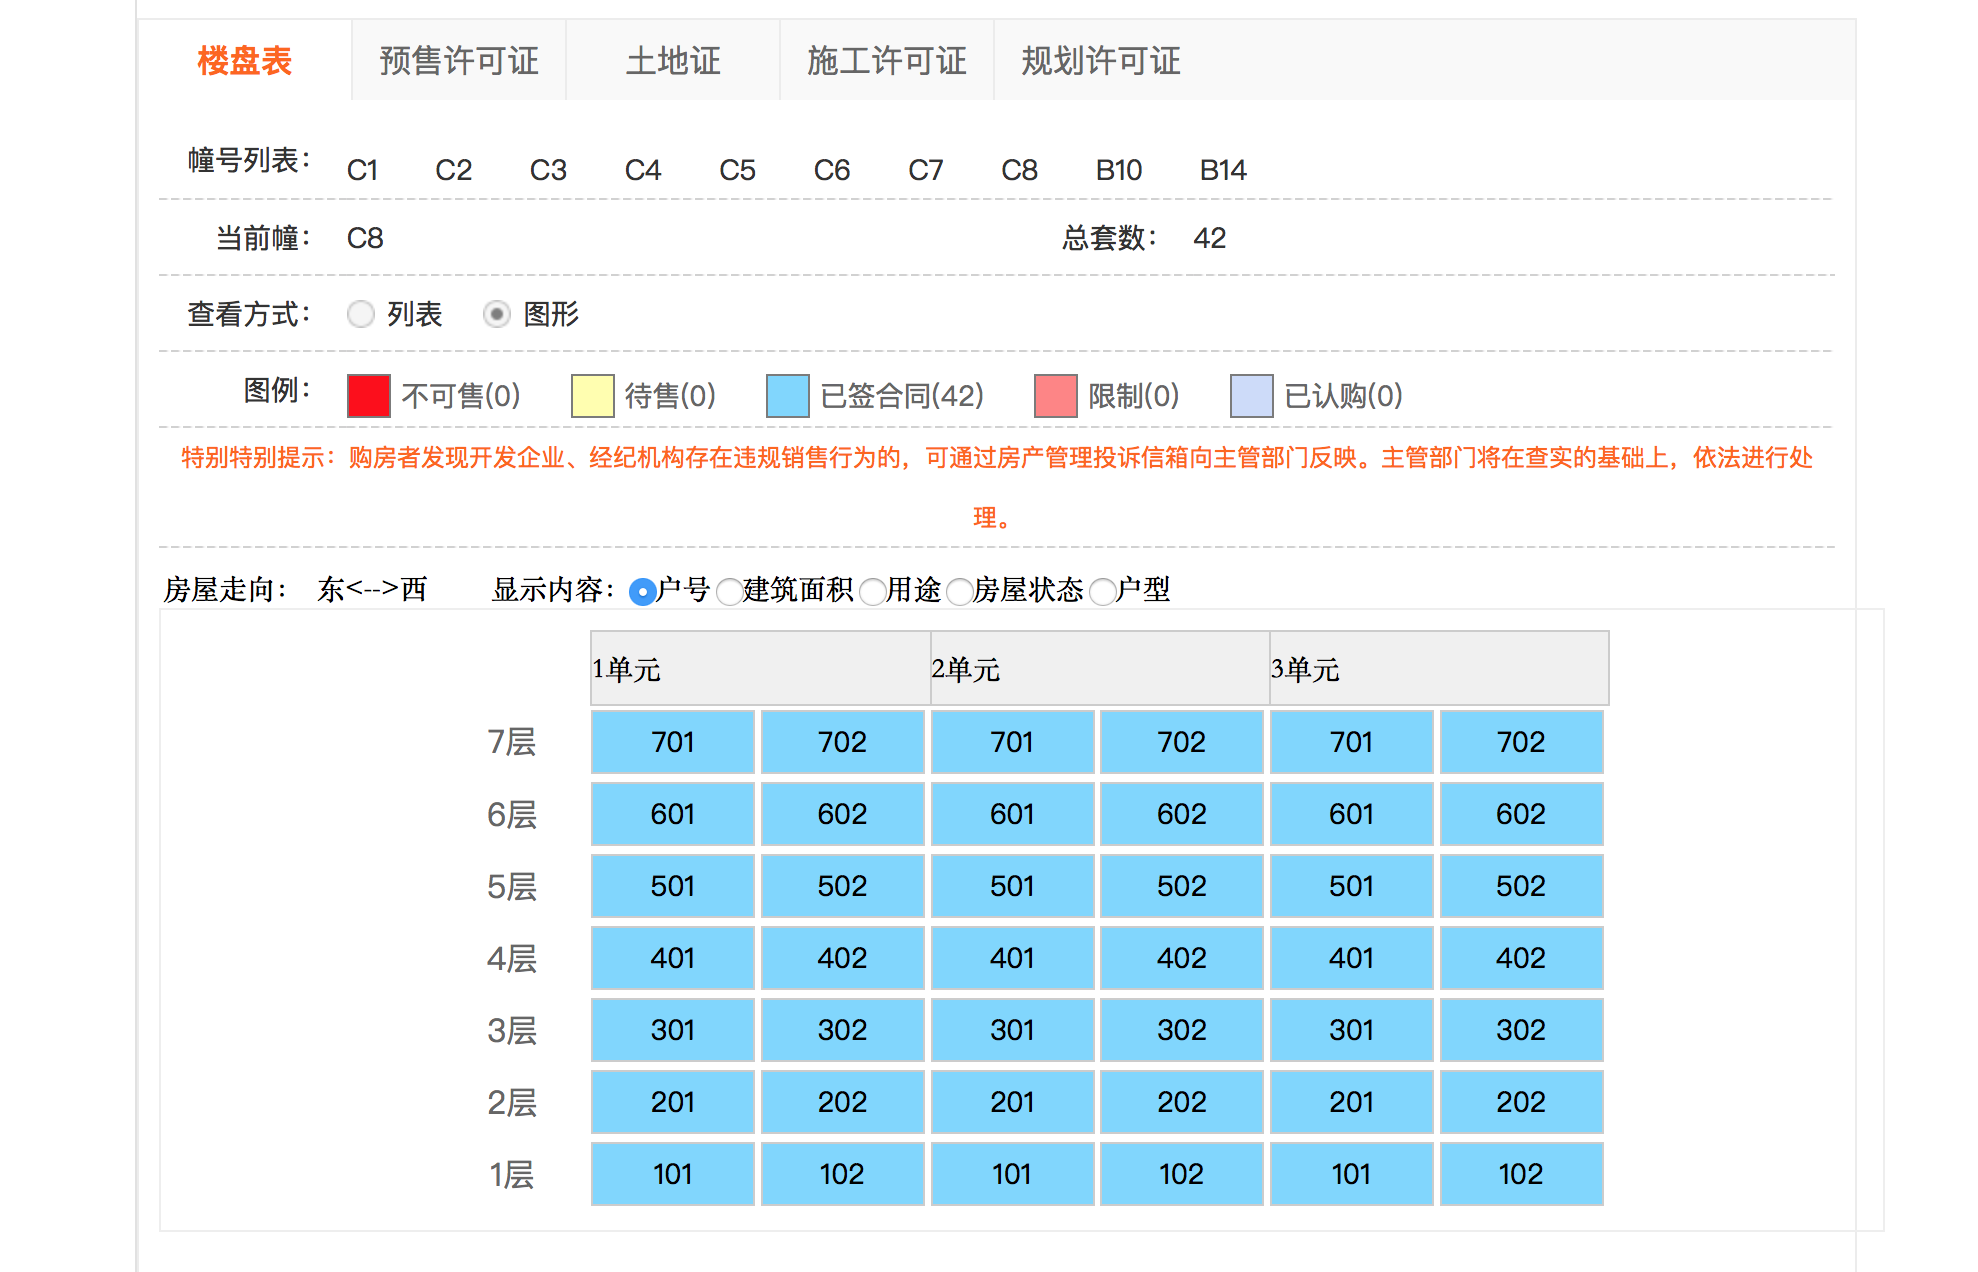 楼盘表 预售许可证 土地证 施工许可证 规划许可证
幢号列表： C1 C2 C3 C4 C5 C6 C7 C8 B10 B14
当前幢： C8 总套数： 42
查看方式： 列表 图形
图例： 不可售(0) 待售(0) 已签合同(42) 限制(0) 已认购(0)
特别特别提示：购房者发现开发企业、经纪机构存在违规销售行为的，可通过房产管理投诉信箱向主管部门反映。主管部门将在查实的基础上，依法进行处
理。
房屋走向： 东<-->西 显示内容： 户号 建筑面积 用途 房屋状态 户型
1单元 2单元 3单元
7层 701 702 701 702 701 702
6层 601 602 601 602 601 602
5层 501 502 501 502 501 502
4层 401 402 401 402 401 402
3层 301 302 301 302 301 302
2层 201 202 201 202 201 202
1层 101 102 101 102 101 102